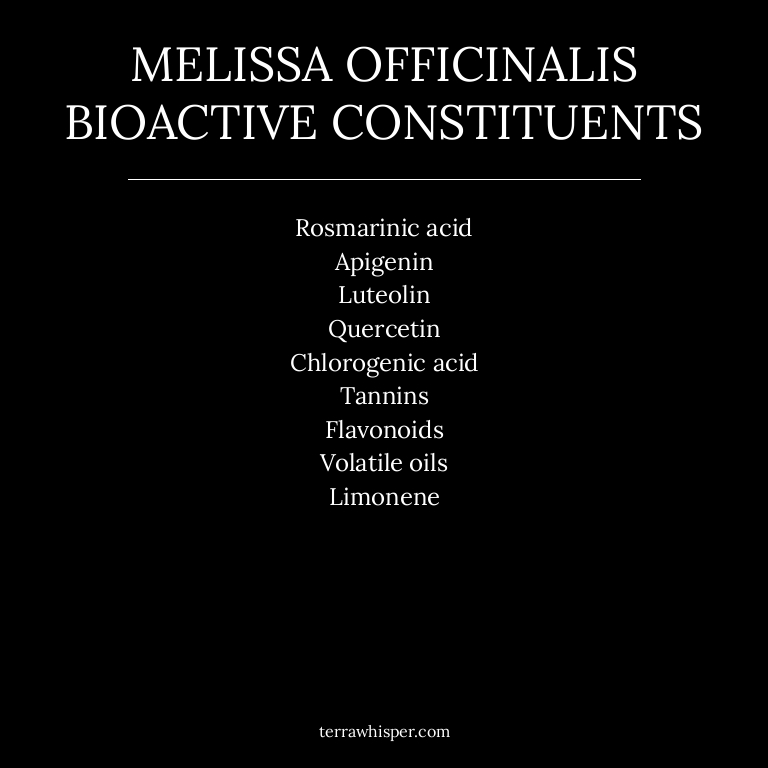 MELISSA OFFICINALIS
BIOACTIVE CONSTITUENTS
Rosmarinic acid
Apigenin
Luteolin
Quercetin
Chlorogenic acid
Tannins
Flavonoids
Volatile oils
Limonene
terrawhisper.com